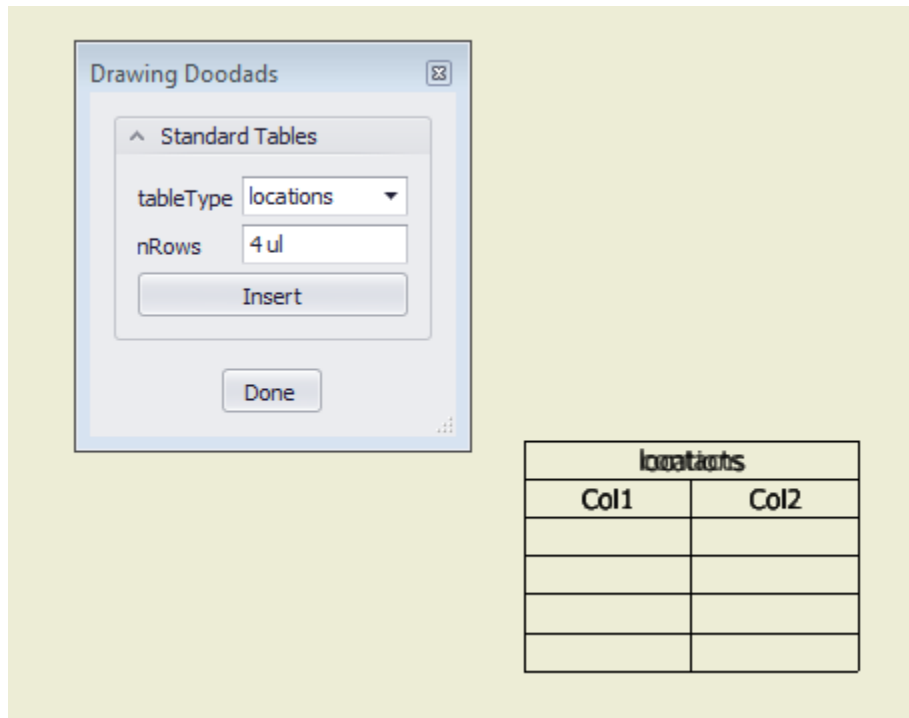 Drawing Doodads
Standard Tables
tableType locations
nRows 4 ul
Insert
Done
Col1 Col2